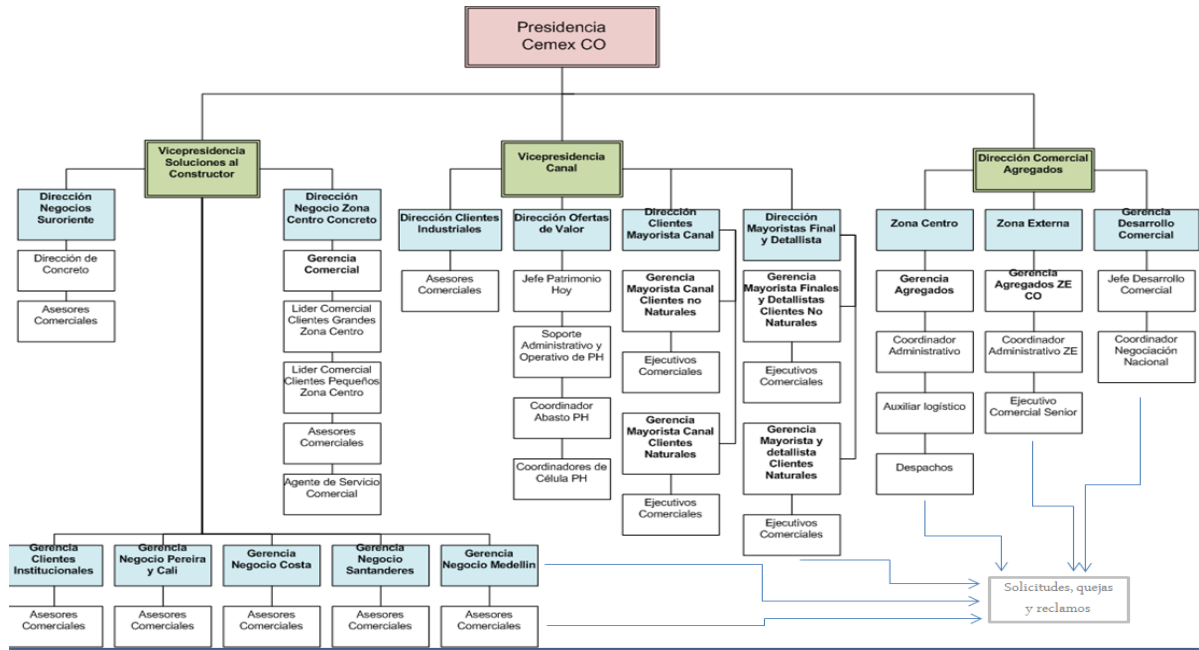 Presidencia
Cemex CO
Vicepresidencia
Soluciones al
Constructor
Vicepresidencia
Canal
Dirección Comercial
Agregados
Dirección
Negocios
Suroriente
Dirección de
Concreto
Asesores
Comerciales
Dirección
Negocio Zona
Centro Concreto
Gerencia
Comercial
Lider Comercial
Clientes Grandes
Zona Centro
Lider Comercial
Clientes Pequeños
Zona Centro
Asesores
Comerciales
Agente de Servicio
Comercial
Dirección Clientes
Industriales
Asesores
Comerciales
Dirección Ofertas
de Valor
Jefe Patrimonio
Hoy
Soporte
Administrativo y
Operativo de PH
Coordinador
Abasto PH
Coordinadores de
Célula PH
Dirección
Clientes
Mayorista Canal
Gerencia
Mayorista Canal
Clientes no
Naturales
Ejecutivos
Comerciales
Gerencia
Mayorista Canal
Clientes
Naturales
Ejecutivos
Comerciales
Dirección
Mayoristas Final
y Detallista
Gerencia
Mayorista Finales
y Detallistas
Clientes No
Naturales
Ejecutivos
Comerciales
Gerencia
Mayorista y
detallista
Clientes
Naturales
Ejecutivos
Comerciales
Zona Centro
Gerencia
Agregados
Coordinador
Administrativo
Auxiliar logístico
Despachos
Zona Externa
Gerencia
Agregados ZE
CO
Coordinador
Administrativo ZE
Ejecutivo
Comercial Senior
Gerencia
Desarrollo
Comercial
Jefe Desarrollo
Comercial
Coordinador
Negociación
Nacional
Gerencia
Clientes
Institucionales
Asesores
Comerciales
Gerencia
Negocio Pereira
y Cali
Asesores
Comerciales
Gerencia
Negocio Costa
Asesores
Comerciales
Gerencia
Negocio
Santanderes
Asesores
Comerciales
Gerencia
Negocio Medellin
Asesores
Comerciales
Solicitudes, quejas
y reclamos